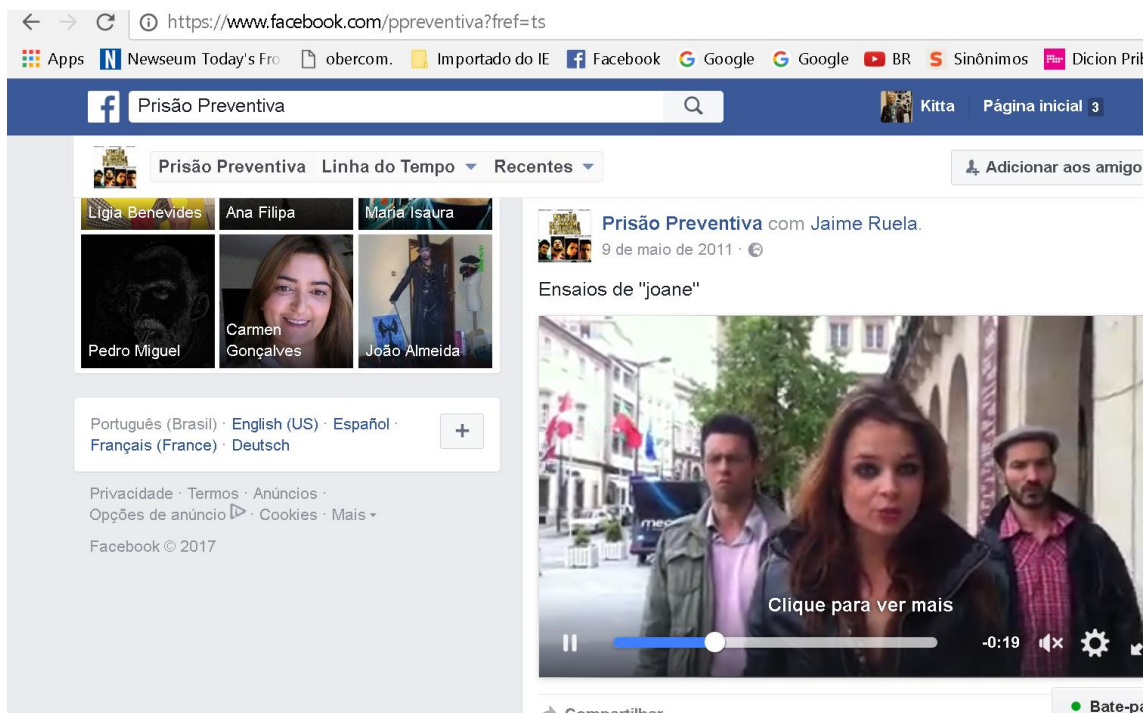 https://www.facebook.com/ppreventiva?fref=ts
Apps Newseum Today's Fro obercom. Importado do IE Facebook Google Google BR Sinônimos Dicion Prib
Prisão Preventiva
Kitta Página inicial 3
Prisão Preventiva Linha do Tempo Recentes
Adicionar aos amigo
Lígia Benevides Ana Filipa Maria Isaura
Pedro Miguel
Carmen
Gonçalves
João Almeida
Português (Brasil) · English (US) · Español ·
Français (France) · Deutsch
Privacidade · Termos · Anúncios ·
Opções de anúncio · Cookies · Mais
Facebook © 2017
Prisão Preventiva com Jaime Ruela.
9 de maio de 2011 ·
Ensaios de "joane"
meo
Clique para ver mais
-0:19
Compartilhar
Bate-pa